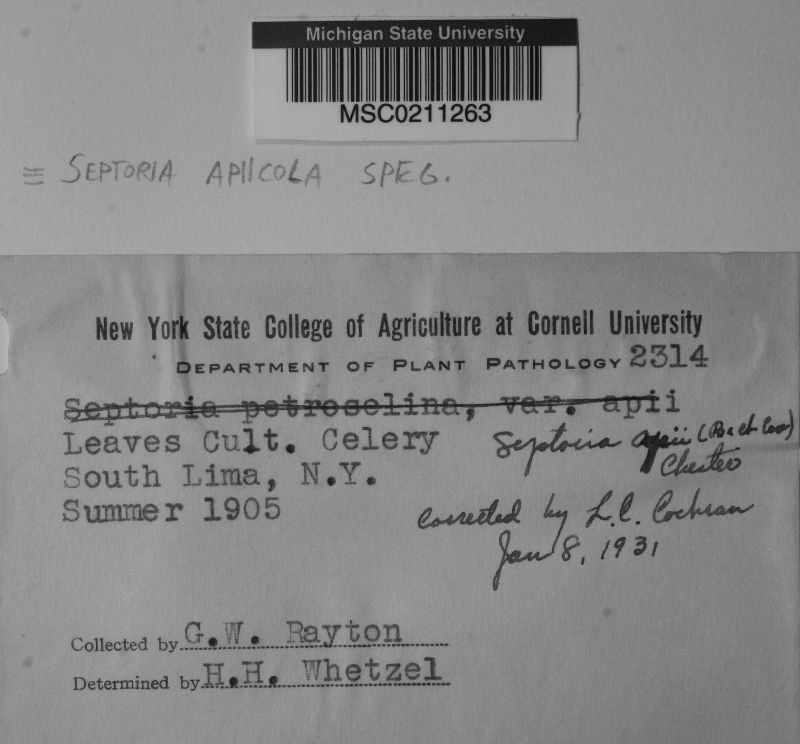 Michigan State University
MSC0211263
≡ SEPTORIA APIICOLA SPEG.
New York State College of Agriculture at Cornell University
DEPARTMENT OF PLANT PATHOLOGY 2314
Septoria petroselina, var. apii
Leaves Cult. Celery
Septoria apii (B. et Cav)
Chester
South Lima, N.Y.
Summer 1905
Corrected by L.C. Cochran
Jan 8, 1931
Collected by G.W. Rayton
Determined by H.H. Whetzel